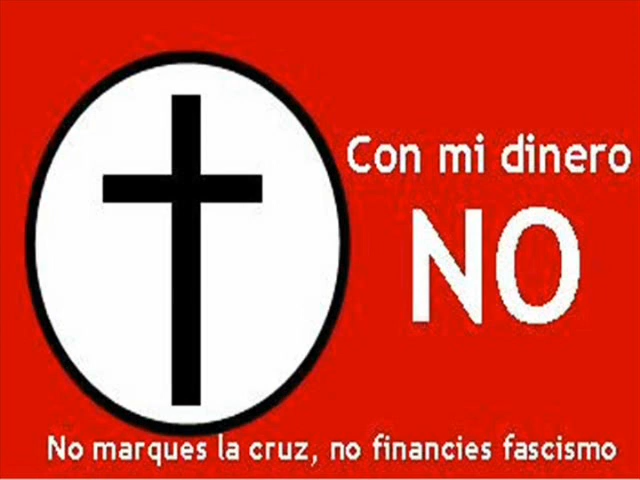 Con mi dinero
NO
No marques la cruz, no financies fascismo